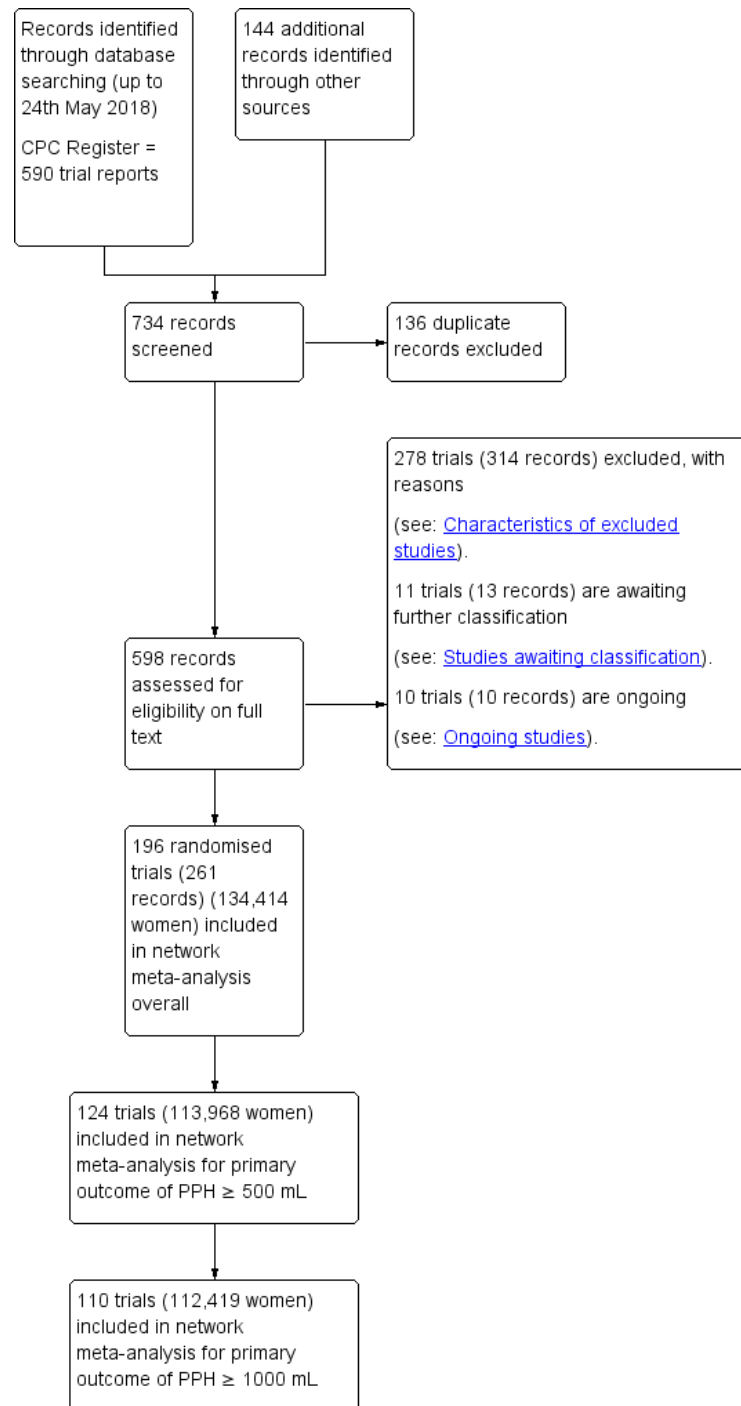 Records identified
through database
searching (up to
24th May 2018)
CPC Register =
590 trial reports
144 additional
records identified
through other
sources
734 records
screened
136 duplicate
records excluded
278 trials (314 records) excluded, with
reasons
(see: Characteristics of excluded
studies).
11 trials (13 records) are awaiting
further classification
(see: Studies awaiting classification).
10 trials (10 records) are ongoing
(see: Ongoing studies).
598 records
assessed for
eligibility on full
text
196 randomised
trials (261
records) (134,414
women) included
in network
meta-analysis
overall
124 trials (113,968 women)
included in network
meta-analysis for primary
outcome of PPH ≥ 500 mL
110 trials (112,419 women)
included in network
meta-analysis for primary
outcome of PPH ≥ 1000 mL